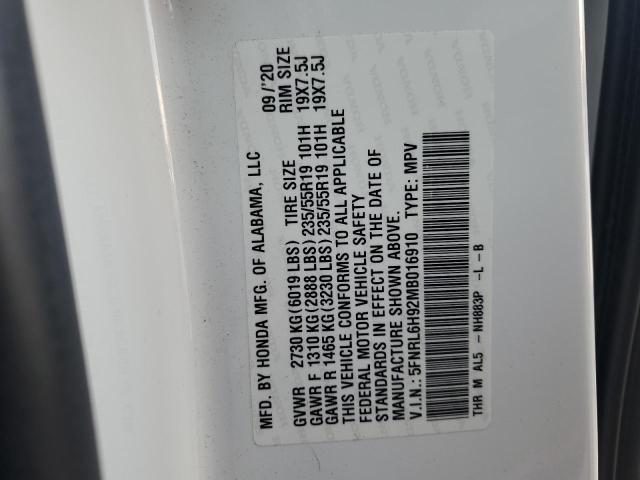 MFD. BY HONDA MFG. OF ALABAMA, LLC 09/'20
GVWR 2730 KG(6019 LBS) TIRE SIZE RIM SIZE
GAWR F 1310 KG(2888 LBS)235/55R19 101H 19X7.5J
GAWR R 1465 KG(3230 LBS)235/55R19 101H 19X7.5J
THIS VEHICLE CONFORMS TO ALL APPLICABLE
FEDERAL MOTOR VEHICLE SAFETY
STANDARDS IN EFFECT ON THE DATE OF
MANUFACTURE SHOWN ABOVE.
V.I.N.:5FNRL6H92MB016910 TYPE: MPV
THR M AL5 -NH883P -L -B